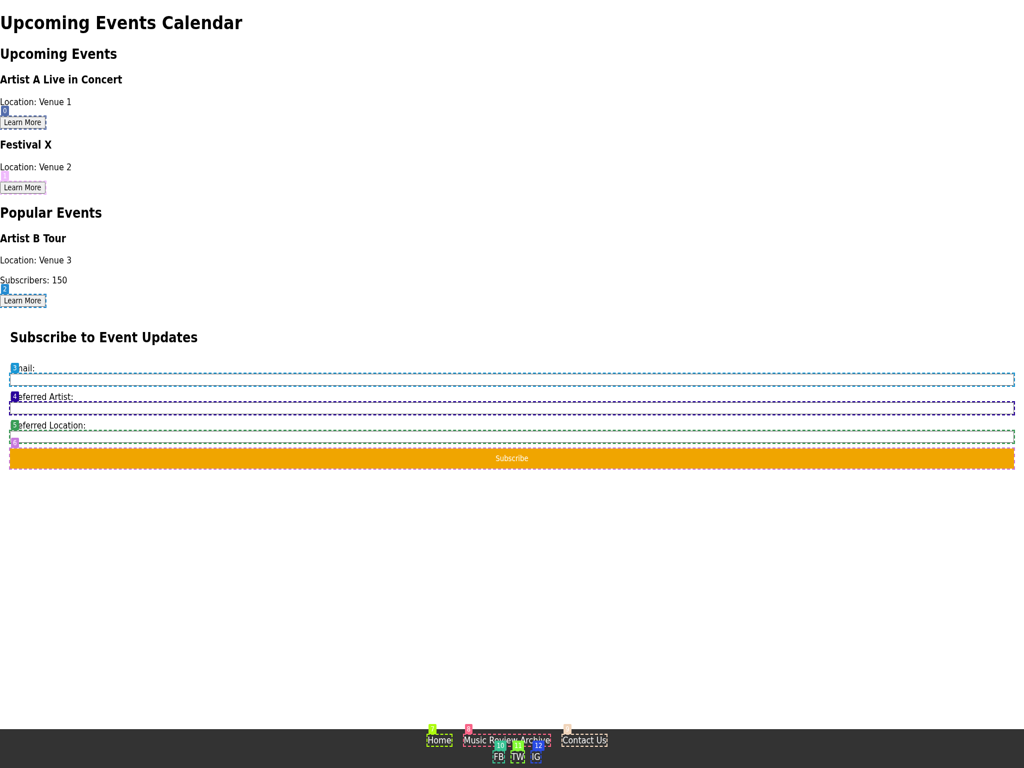 Upcoming Events Calendar
Upcoming Events
Artist A Live in Concert
Location: Venue 1
0
Learn More
Festival X
Location: Venue 2
1
Learn More
Popular Events
Artist B Tour
Location: Venue 3
Subscribers: 150
2
Learn More
Subscribe to Event Updates
3 mail:
4 eferred Artist:
5 eferred Location:
6
Subscribe
7 8 9
Home Music Review Archive Contact Us
10 11 12
FB TW IG